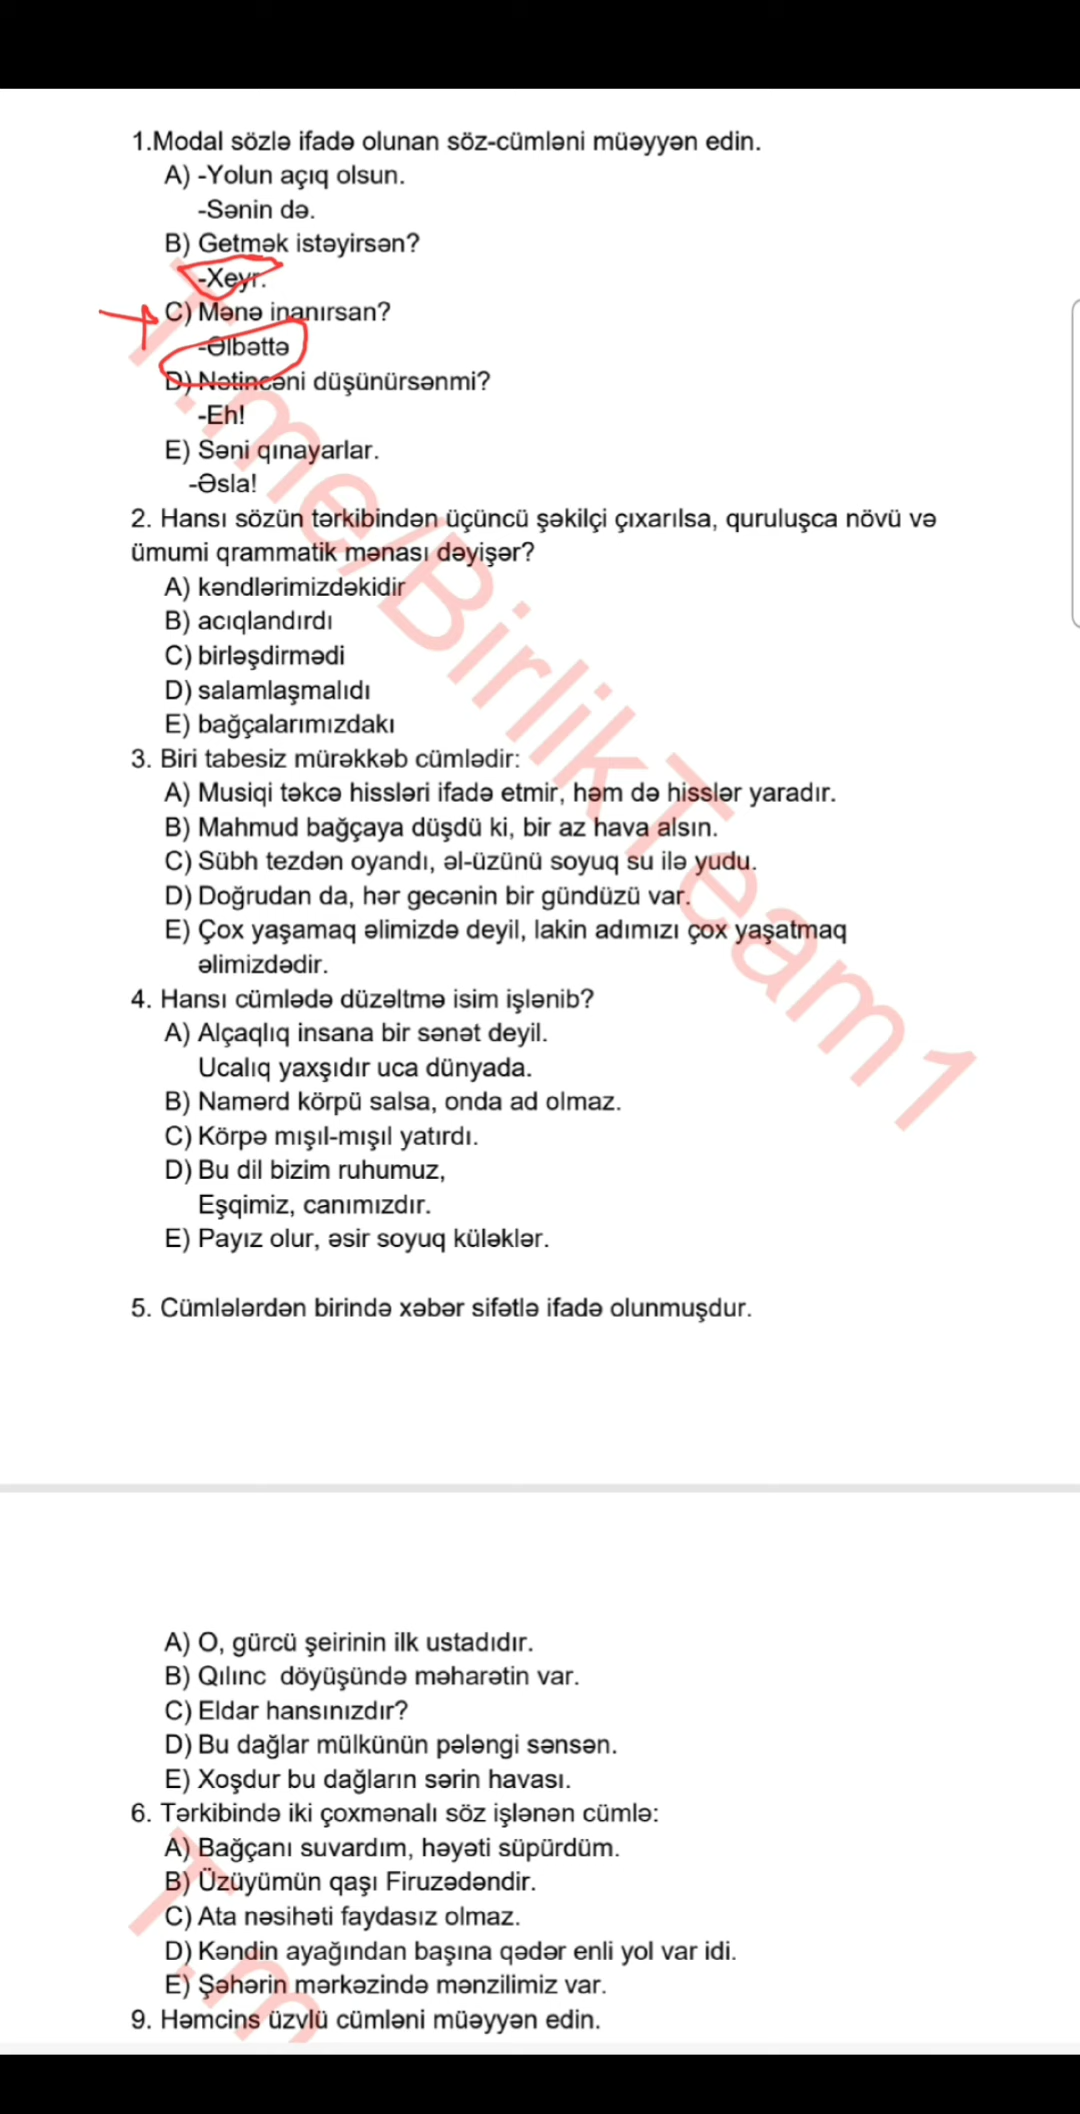 1.Modal sözlə ifadə olunan söz-cümləni müəyyən edin.
A) -Yolun açıq olsun.
-Sənin də.
B) Getmək istəyirsən?
-Xeyr.
C) Mənə inanırsan?
-Əlbəttə
D) Nətincəni düşünürsənmi?
-Eh!
E) Səni qınayarlar.
-Əsla!
2. Hansı sözün tərkibindən üçüncü şəkilçi çıxarılsa, quruluşca növü və
ümumi qrammatik mənası dəyişər?
A) kəndlərimizdəkidir
B) acıqlandırdı
C) birləşdirmədi
D) salamlaşmalıdı
E) bağçalarımızdakı
3. Biri tabesiz mürəkkəb cümlədir:
A) Musiqi təkcə hissləri ifadə etmir, həm də hisslər yaradır.
B) Mahmud bağçaya düşdü ki, bir az hava alsın.
C) Sübh tezdən oyandı, əl-üzünü soyuq su ilə yudu.
D) Doğrudan da, hər gecənin bir gündüzü var.
E) Çox yaşamaq əlimizdə deyil, lakin adımızı çox yaşatmaq
əlimizdədir.
4. Hansı cümlədə düzəltmə isim işlənib?
A) Alçaqlıq insana bir sənət deyil.
Ucalıq yaxşıdır uca dünyada.
B) Namərd körpü salsa, onda ad olmaz.
C) Körpə mışıl-mışıl yatırdı.
D) Bu dil bizim ruhumuz,
Eşqimiz, canımızdır.
E) Payız olur, əsir soyuq küləklər.
5. Cümlələrdən birində xəbər sifətlə ifadə olunmuşdur.
T.me/BirlikTeam1
A) O, gürcü şeirinin ilk ustadıdır.
B) Qılınc döyüşündə məharətin var.
C) Eldar hansınızdır?
D) Bu dağlar mülkünün pələngi sənsən.
E) Xoşdur bu dağların sərin havası.
6. Tərkibində iki çoxmənalı söz işlənən cümlə:
A) Bağçanı suvardım, həyəti süpürdüm.
B) Üzüyümün qaşı Firuzədəndir.
C) Ata nəsihəti faydasız olmaz.
D) Kəndin ayağından başına qədər enli yol var idi.
E) Şəhərin mərkəzində mənzilimiz var.
9. Həmcins üzvlü cümləni müəyyən edin.
T.m